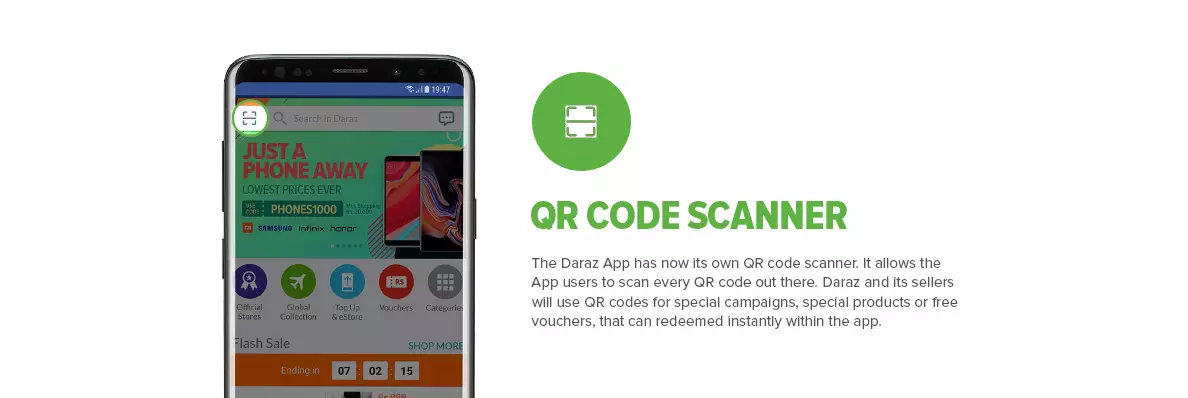 19:47
Search in Daraz
JUST A
PHONE AWAY
LOWEST PRICES EVER
USE
CODE
PHONES1000
SAMSUNG Infinix honor
RS
Official
Stores
Global
Collection
Top Up
& eStore
Vouchers
Categories
Flash Sale
SHOP MORE
Ending in 07 : 02 : 15
QR CODE SCANNER
The Daraz App has now its own QR code scanner. It allows the
App users to scan every QR code out there. Daraz and its sellers
will use QR codes for special campaigns, special products or free
vouchers, that can redeemed instantly within the app.